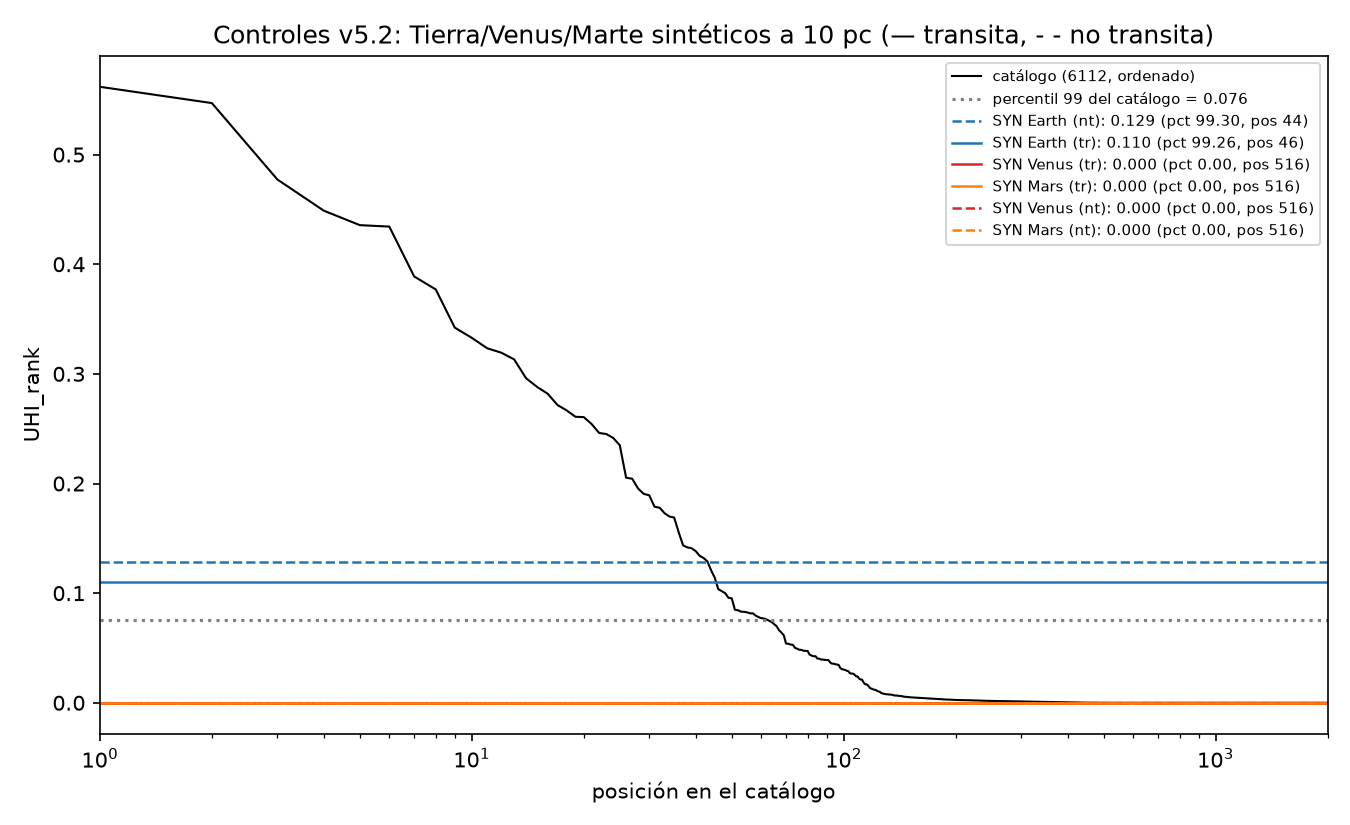 Controles v5.2: Tierra/Venus/Marte sintéticos a 10 pc (— transita, - - no transita)
catálogo (6112, ordenado)
percentil 99 del catálogo = 0.076
SYN Earth (nt): 0.129 (pct 99.30, pos 44)
SYN Earth (tr): 0.110 (pct 99.26, pos 46)
SYN Venus (tr): 0.000 (pct 0.00, pos 516)
SYN Mars (tr): 0.000 (pct 0.00, pos 516)
SYN Venus (nt): 0.000 (pct 0.00, pos 516)
SYN Mars (nt): 0.000 (pct 0.00, pos 516)
UHI_rank
0.5
0.4
0.3
0.2
0.1
0.0
10⁰ 10¹ 10² 10³
posición en el catálogo